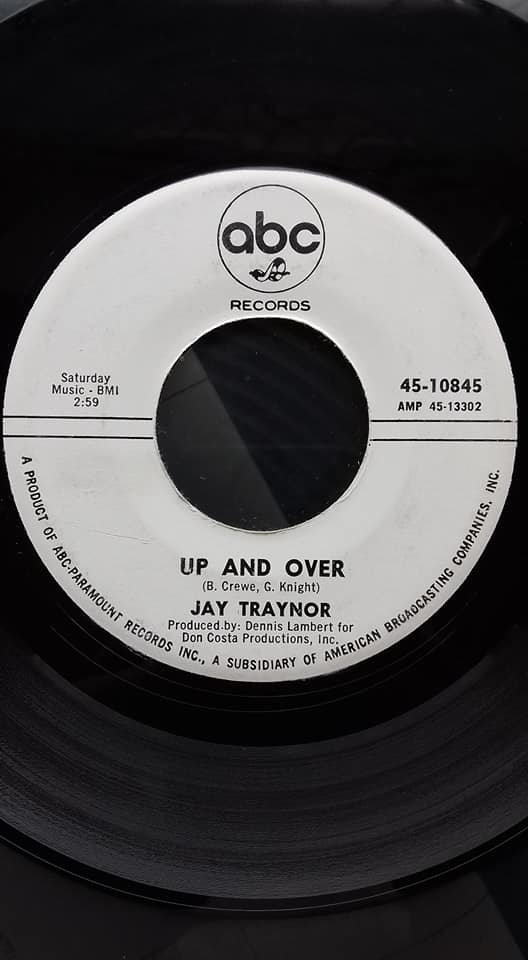 abc
RECORDS
Saturday
Music - BMI
2:59
45-10845
AMP 45-13302
UP AND OVER
(B. Crewe, G. Knight)
JAY TRAYNOR
Produced by: Dennis Lambert for
Don Costa Productions, Inc.
A PRODUCT OF ABC-PARAMOUNT RECORDS INC., A SUBSIDIARY OF AMERICAN BROADCASTING COMPANIES, INC.